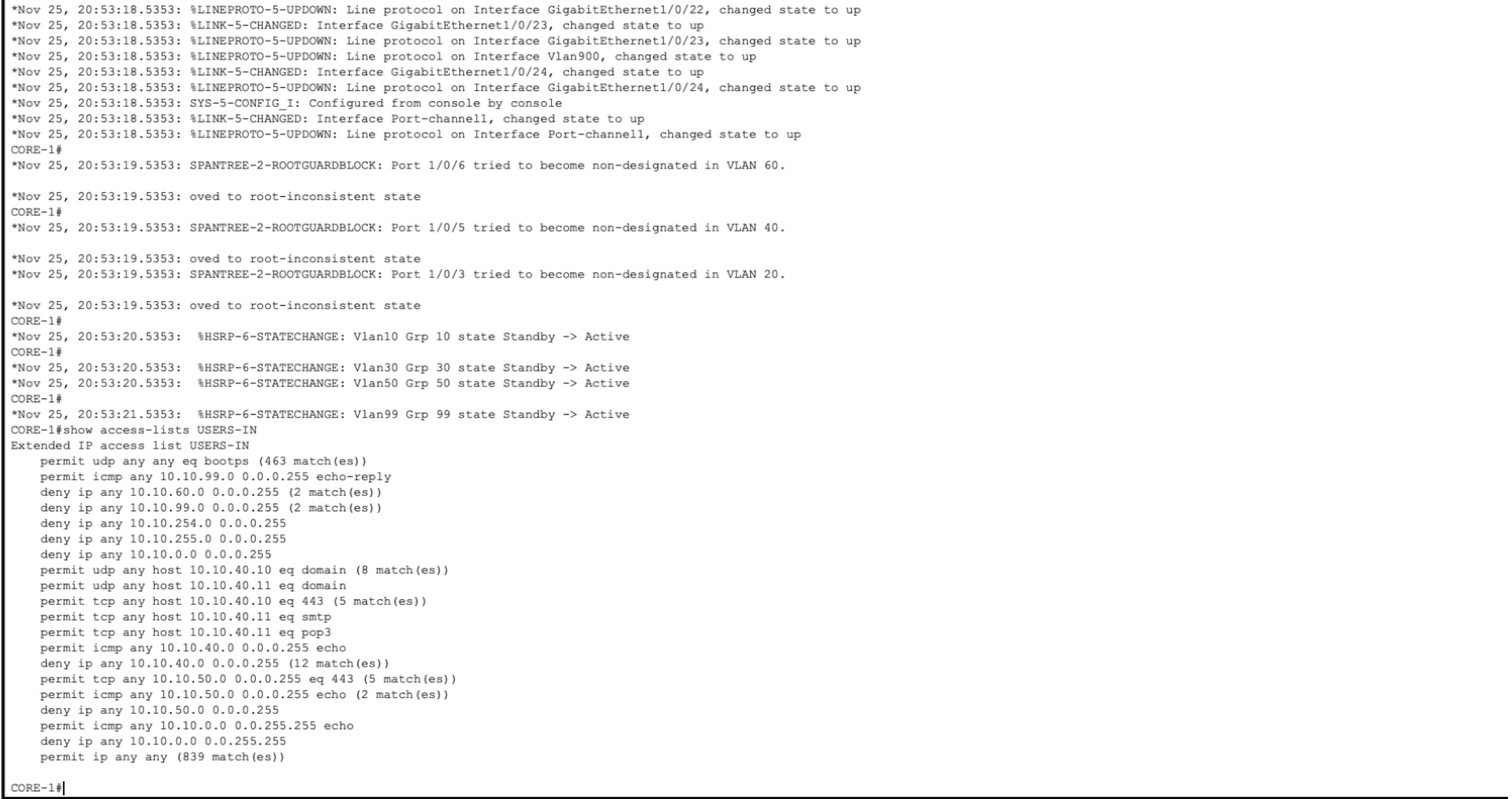 *Nov 25, 20:53:18.5353: %LINEPROTO-5-UPDOWN: Line protocol on Interface GigabitEthernet1/0/22, changed state to up
*Nov 25, 20:53:18.5353: %LINK-5-CHANGED: Interface GigabitEthernet1/0/23, changed state to up
*Nov 25, 20:53:18.5353: %LINEPROTO-5-UPDOWN: Line protocol on Interface GigabitEthernet1/0/23, changed state to up
*Nov 25, 20:53:18.5353: %LINEPROTO-5-UPDOWN: Line protocol on Interface Vlan900, changed state to up
*Nov 25, 20:53:18.5353: %LINK-5-CHANGED: Interface GigabitEthernet1/0/24, changed state to up
*Nov 25, 20:53:18.5353: %LINEPROTO-5-UPDOWN: Line protocol on Interface GigabitEthernet1/0/24, changed state to up
*Nov 25, 20:53:18.5353: SYS-5-CONFIG_I: Configured from console by console
*Nov 25, 20:53:18.5353: %LINK-5-CHANGED: Interface Port-channel1, changed state to up
*Nov 25, 20:53:18.5353: %LINEPROTO-5-UPDOWN: Line protocol on Interface Port-channel1, changed state to up
CORE-1#
*Nov 25, 20:53:19.5353: SPANTREE-2-ROOTGUARDBLOCK: Port 1/0/6 tried to become non-designated in VLAN 60.
*Nov 25, 20:53:19.5353: oved to root-inconsistent state
CORE-1#
*Nov 25, 20:53:19.5353: SPANTREE-2-ROOTGUARDBLOCK: Port 1/0/5 tried to become non-designated in VLAN 40.
*Nov 25, 20:53:19.5353: oved to root-inconsistent state
*Nov 25, 20:53:19.5353: SPANTREE-2-ROOTGUARDBLOCK: Port 1/0/3 tried to become non-designated in VLAN 20.
*Nov 25, 20:53:19.5353: oved to root-inconsistent state
CORE-1#
*Nov 25, 20:53:20.5353:  %HSRP-6-STATECHANGE: Vlan10 Grp 10 state Standby -> Active
CORE-1#
*Nov 25, 20:53:20.5353:  %HSRP-6-STATECHANGE: Vlan30 Grp 30 state Standby -> Active
*Nov 25, 20:53:20.5353:  %HSRP-6-STATECHANGE: Vlan50 Grp 50 state Standby -> Active
CORE-1#
*Nov 25, 20:53:21.5353:  %HSRP-6-STATECHANGE: Vlan99 Grp 99 state Standby -> Active
CORE-1#show access-lists USERS-IN
Extended IP access list USERS-IN
permit udp any any eq bootps (463 match(es))
permit icmp any 10.10.99.0 0.0.0.255 echo-reply
deny ip any 10.10.60.0 0.0.0.255 (2 match(es))
deny ip any 10.10.99.0 0.0.0.255 (2 match(es))
deny ip any 10.10.254.0 0.0.0.255
deny ip any 10.10.255.0 0.0.0.255
deny ip any 10.10.0.0 0.0.0.255
permit udp any host 10.10.40.10 eq domain (8 match(es))
permit udp any host 10.10.40.11 eq domain
permit tcp any host 10.10.40.10 eq 443 (5 match(es))
permit tcp any host 10.10.40.11 eq smtp
permit tcp any host 10.10.40.11 eq pop3
permit icmp any 10.10.40.0 0.0.0.255 echo
deny ip any 10.10.40.0 0.0.0.255 (12 match(es))
permit tcp any 10.10.50.0 0.0.0.255 eq 443 (5 match(es))
permit icmp any 10.10.50.0 0.0.0.255 echo (2 match(es))
deny ip any 10.10.50.0 0.0.0.255
permit icmp any 10.10.0.0 0.0.255.255 echo
deny ip any 10.10.0.0 0.0.255.255
permit ip any any (839 match(es))
CORE-1#